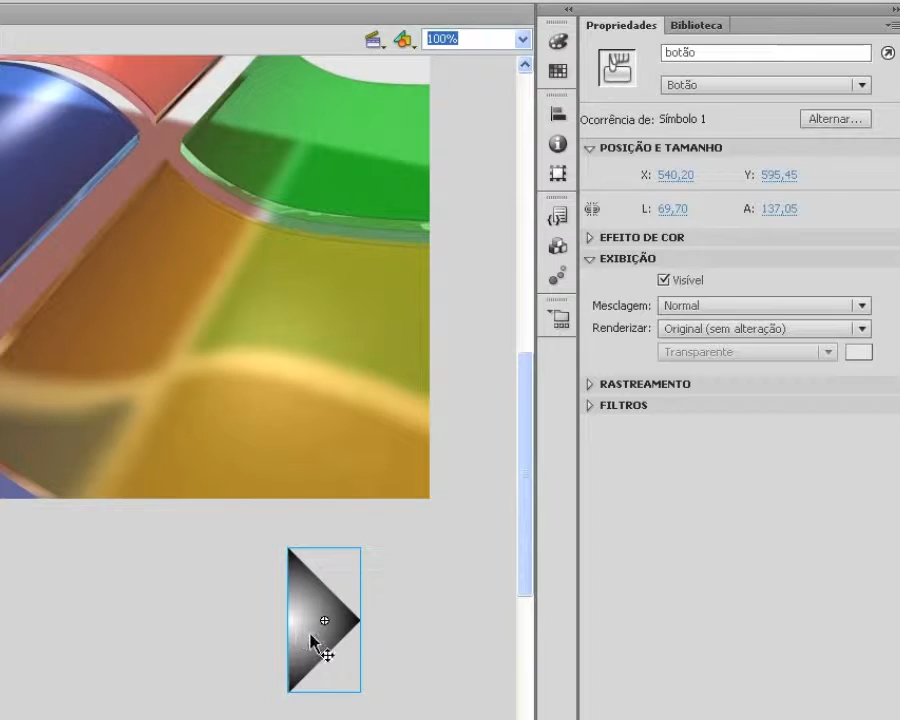 Propriedades Biblioteca
100%
botão
Botão
Ocorrência de: Símbolo 1 Alternar...
POSIÇÃO E TAMANHO
X: 540,20 Y: 595,45
L: 69,70 A: 137,05
EFEITO DE COR
EXIBIÇÃO
Visível
Mesclagem: Normal
Renderizar: Original (sem alteração)
Transparente
RASTREAMENTO
FILTROS